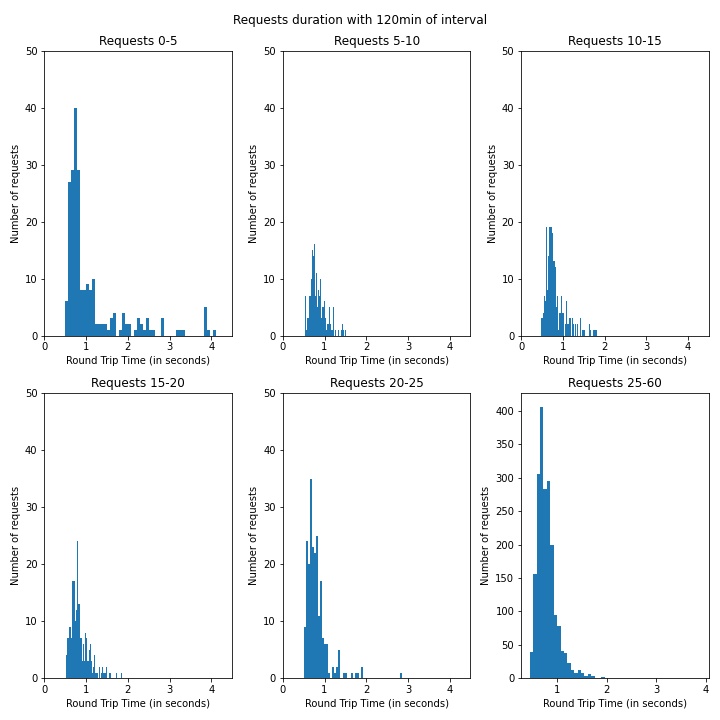 Requests duration with 120min of interval
Requests 0-5
Requests 5-10
Requests 10-15
50
40
30
20
10
0
Number of requests
0 1 2 3 4
Round Trip Time (in seconds)
50
40
30
20
10
0
Number of requests
0 1 2 3 4
Round Trip Time (in seconds)
50
40
30
20
10
0
Number of requests
0 1 2 3 4
Round Trip Time (in seconds)
Requests 15-20
Requests 20-25
Requests 25-60
50
40
30
20
10
0
Number of requests
0 1 2 3 4
Round Trip Time (in seconds)
50
40
30
20
10
0
Number of requests
0 1 2 3 4
Round Trip Time (in seconds)
400
350
300
250
200
150
100
50
0
Number of requests
1 2 3 4
Round Trip Time (in seconds)